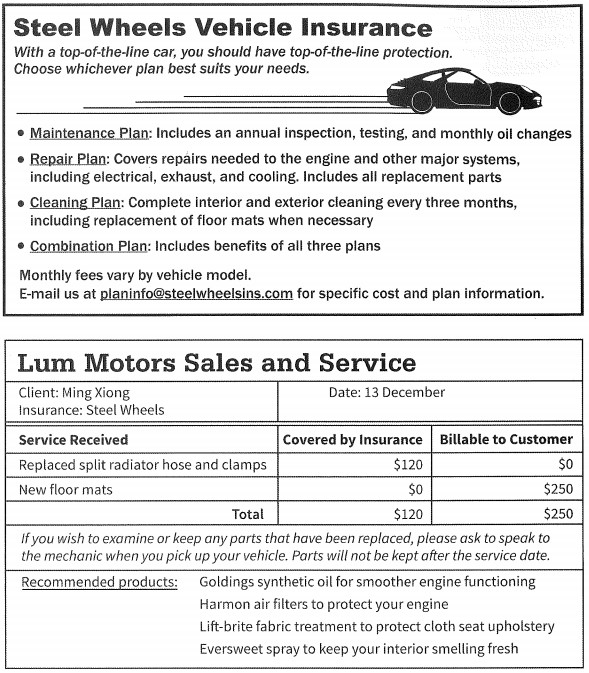 Steel Wheels Vehicle Insurance
With a top-of-the-line car, you should have top-of-the-line protection.
Choose whichever plan best suits your needs.
• Maintenance Plan: Includes an annual inspection, testing, and monthly oil changes
• Repair Plan: Covers repairs needed to the engine and other major systems,
including electrical, exhaust, and cooling. Includes all replacement parts
• Cleaning Plan: Complete interior and exterior cleaning every three months,
including replacement of floor mats when necessary
• Combination Plan: Includes benefits of all three plans
Monthly fees vary by vehicle model.
E-mail us at planinfo@steelwheelsins.com for specific cost and plan information.
Lum Motors Sales and Service
Client: Ming Xiong Date: 13 December
Insurance: Steel Wheels
Service Received Covered by Insurance Billable to Customer
Replaced split radiator hose and clamps $120 $0
New floor mats $0 $250
Total $120 $250
If you wish to examine or keep any parts that have been replaced, please ask to speak to
the mechanic when you pick up your vehicle. Parts will not be kept after the service date.
Recommended products: Goldings synthetic oil for smoother engine functioning
Harmon air filters to protect your engine
Lift-brite fabric treatment to protect cloth seat upholstery
Eversweet spray to keep your interior smelling fresh